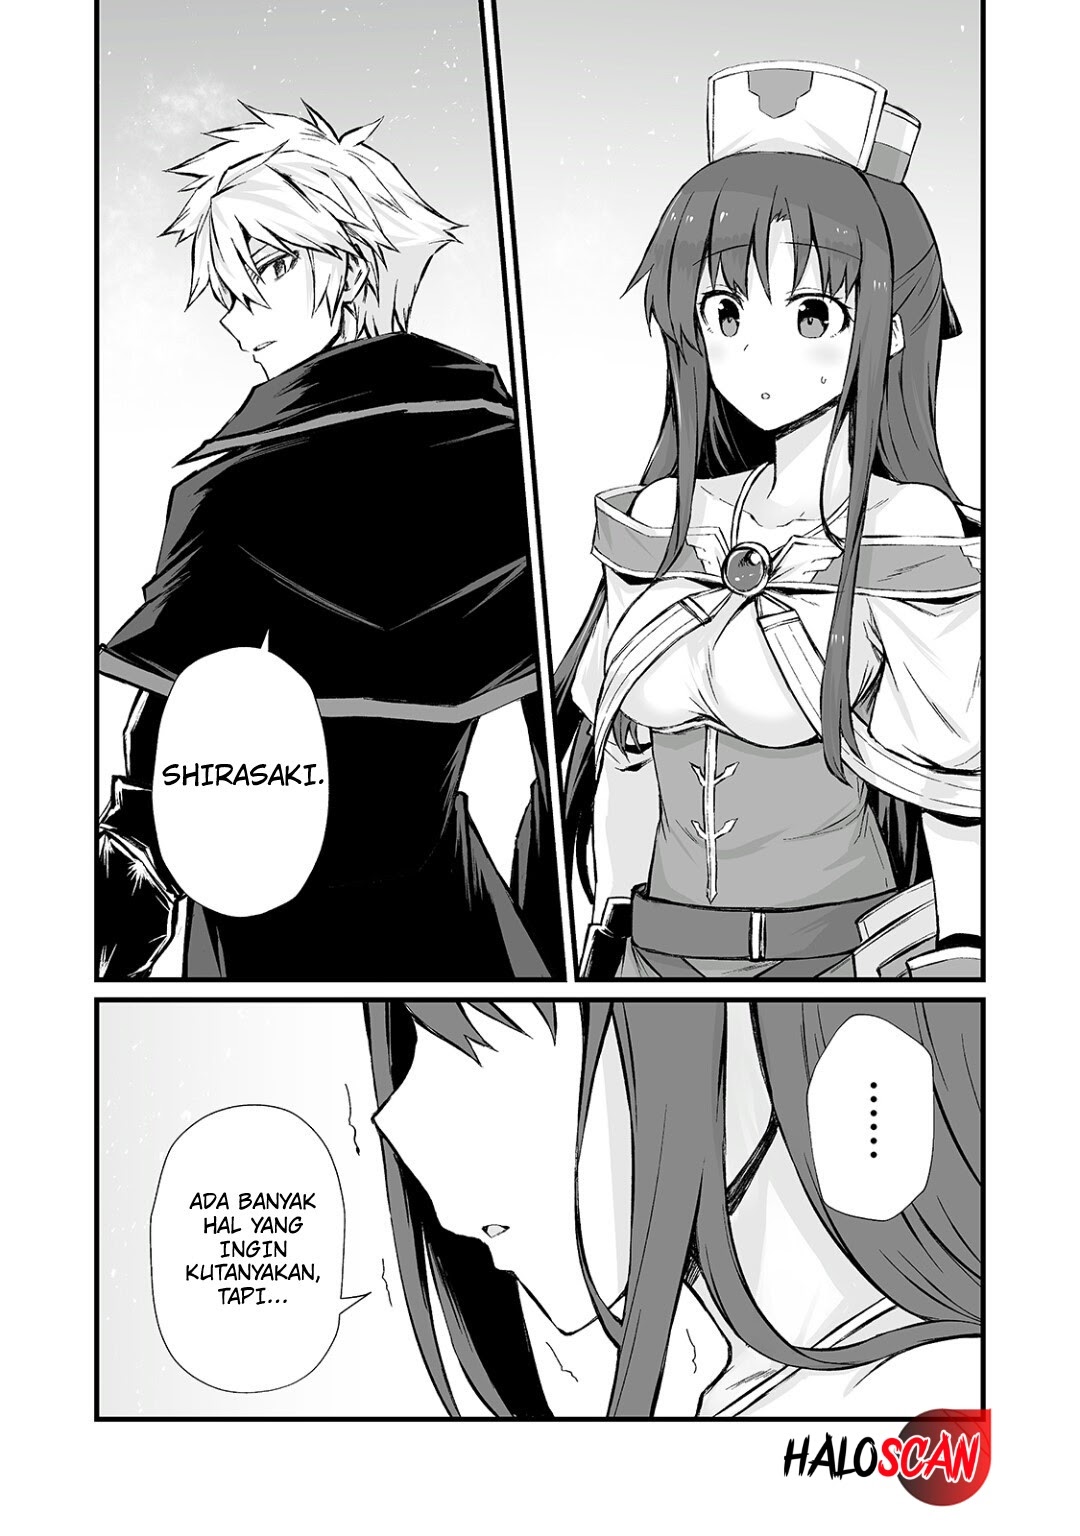 SHIRASAKI.
.......
ADA BANYAK
HAL YANG
INGIN
KUTANYAKAN,
TAPI...
HALOSCAN